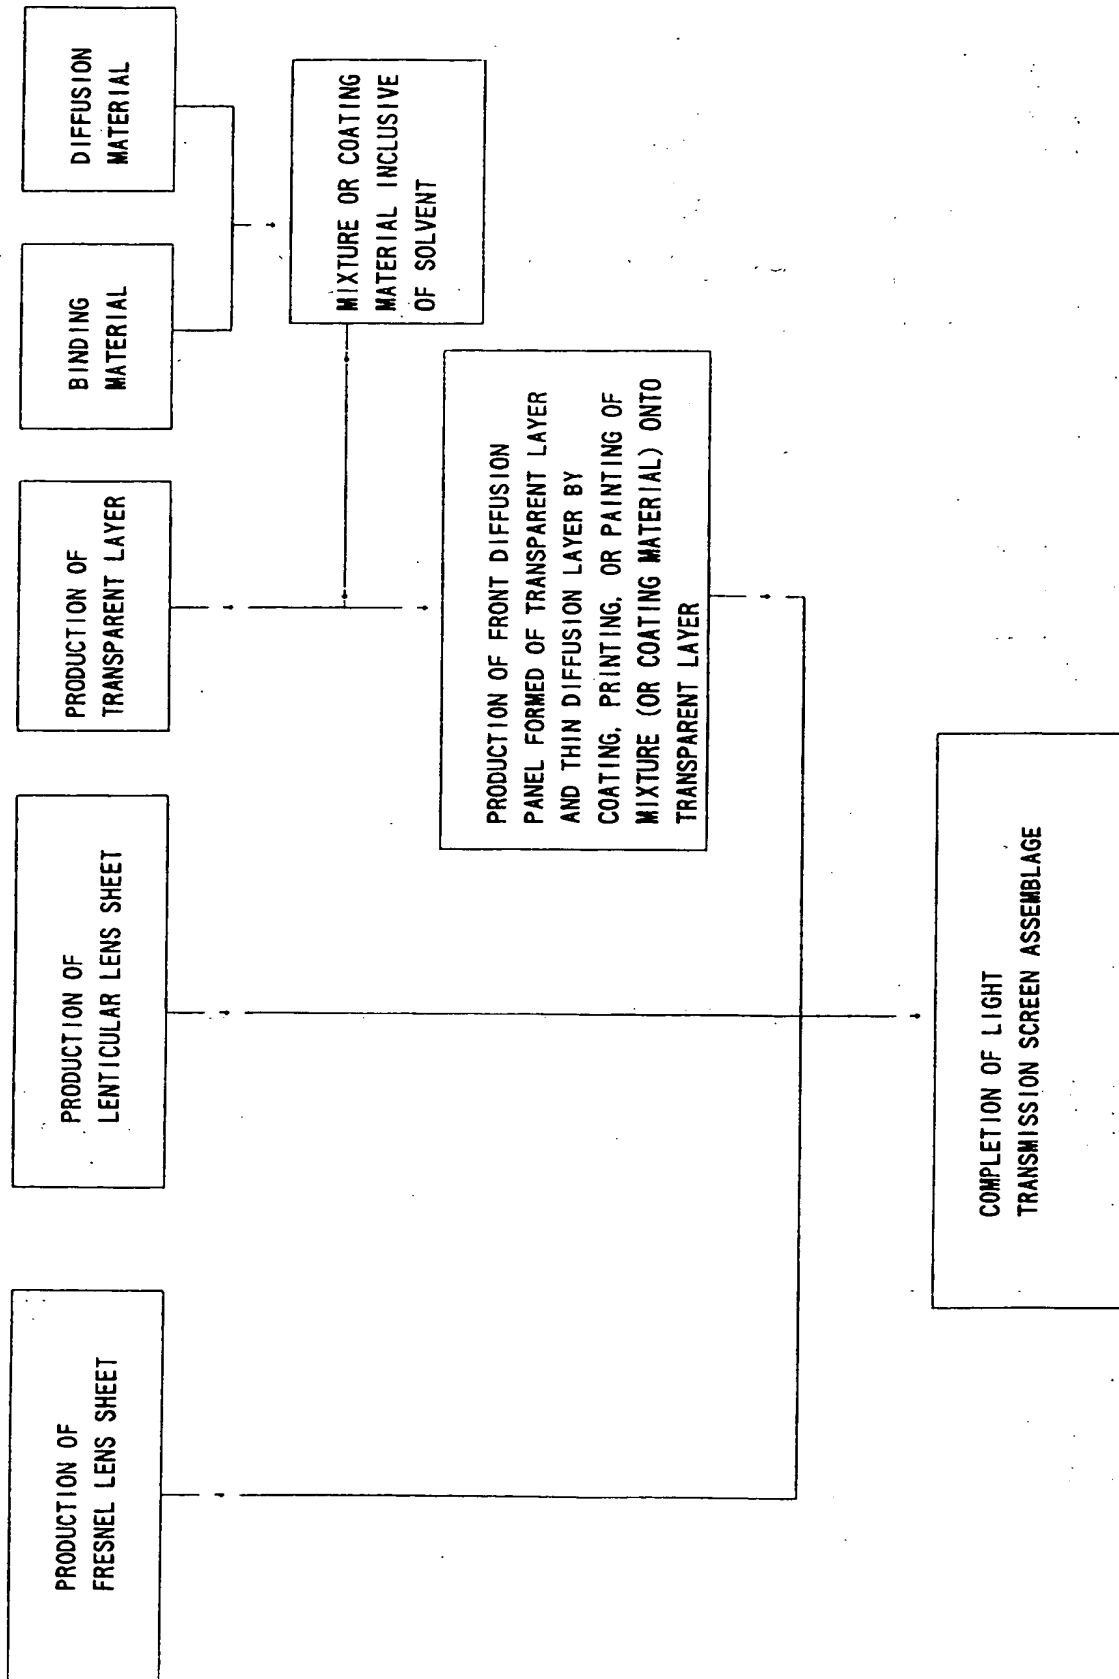 PRODUCTION OF
FRESNEL LENS SHEET
PRODUCTION OF
LENTICULAR LENS SHEET
PRODUCTION OF
TRANSPARENT LAYER
BINDING
MATERIAL
DIFFUSION
MATERIAL
MIXTURE OR COATING
MATERIAL INCLUSIVE
OF SOLVENT
PRODUCTION OF FRONT DIFFUSION
PANEL FORMED OF TRANSPARENT LAYER
AND THIN DIFFUSION LAYER BY
COATING, PRINTING, OR PAINTING OF
MIXTURE (OR COATING MATERIAL) ONTO
TRANSPARENT LAYER
COMPLETION OF LIGHT
TRANSMISSION SCREEN ASSEMBLAGE